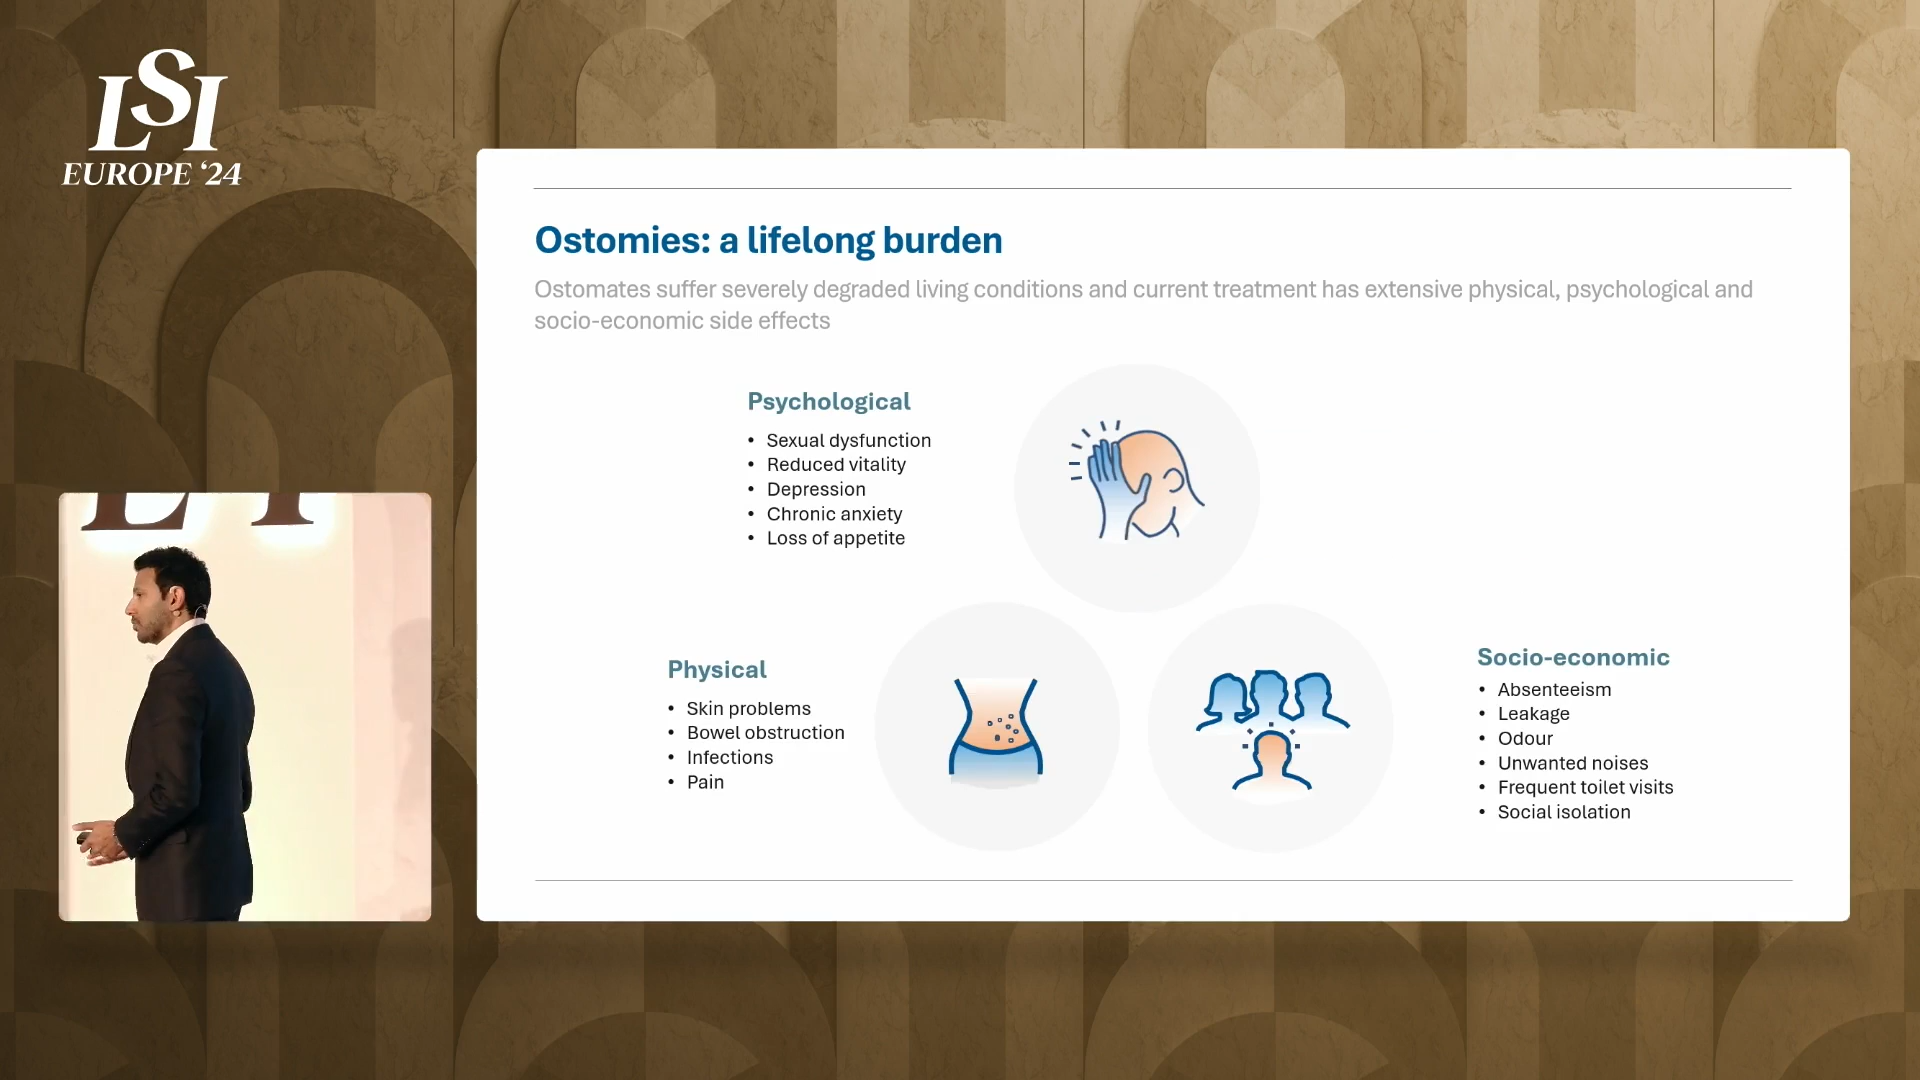 LSI
EUROPE ‘24
Ostomies: a lifelong burden
Ostomates suffer severely degraded living conditions and current treatment has extensive physical, psychological and
socio-economic side effects
Psychological
• Sexual dysfunction
• Reduced vitality
• Depression
• Chronic anxiety
• Loss of appetite
Physical
• Skin problems
• Bowel obstruction
• Infections
• Pain
Socio-economic
• Absenteeism
• Leakage
• Odour
• Unwanted noises
• Frequent toilet visits
• Social isolation